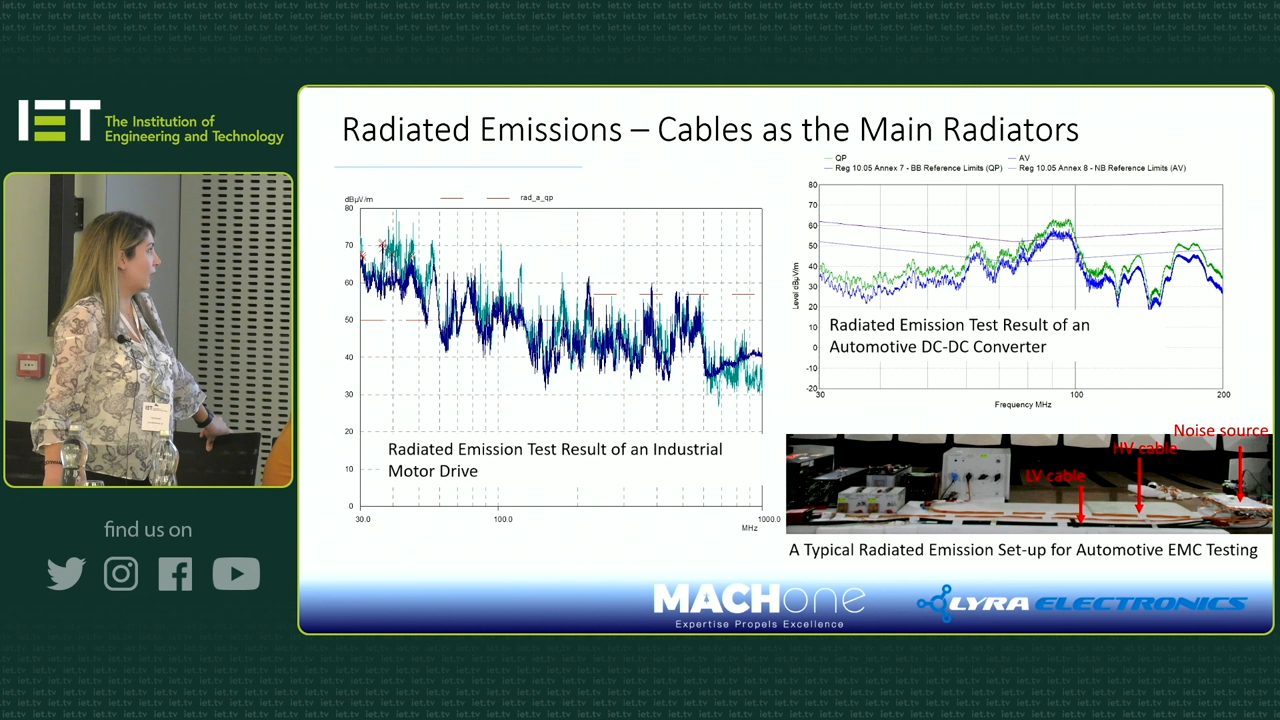 IET The Institution of
Engineering and Technology
find us on
Radiated Emissions – Cables as the Main Radiators
dBµV/m
rad_a_qp
80
70
60
50
40
30
20
10
0
30.0
100.0
1000.0
MHz
Radiated Emission Test Result of an Industrial
Motor Drive
QP
AV
Reg 10.05 Annex 7 - BB Reference Limits (QP)
Reg 10.05 Annex 8 - NB Reference Limits (AV)
Level dBµV/m
80
70
60
50
40
30
20
10
0
-10
-20
30
100
200
Frequency MHz
Radiated Emission Test Result of an
Automotive DC-DC Converter
Noise source
HV cable
LV cable
A Typical Radiated Emission Set-up for Automotive EMC Testing
MACHone
Expertise Propels Excellence
LYRA ELECTRONICS